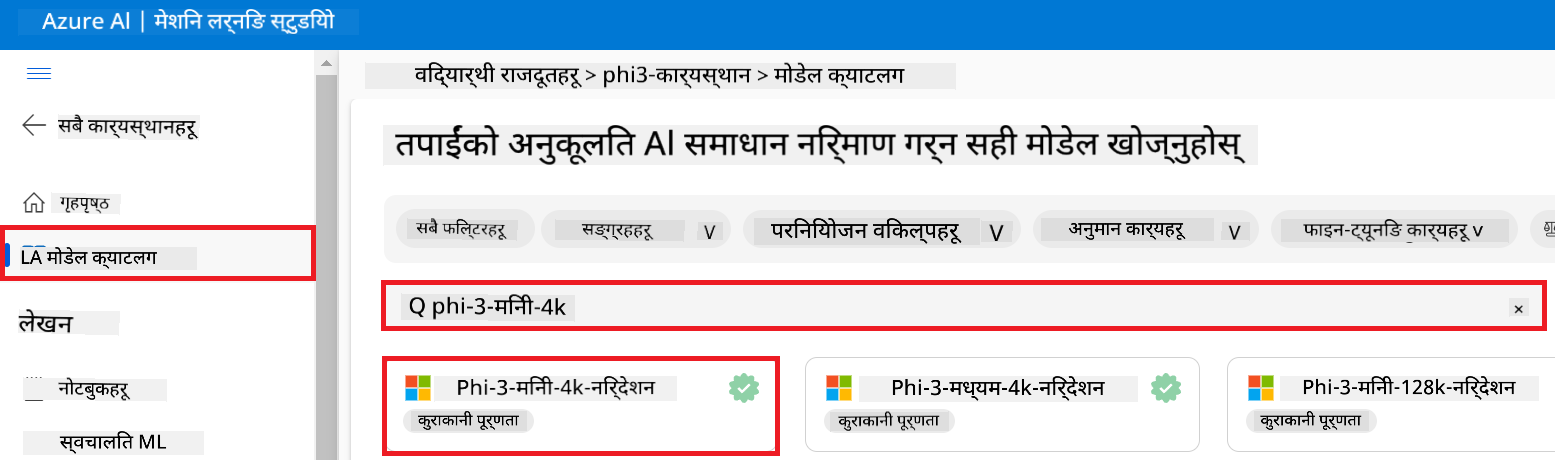 Azure AI | मेशिन लर्निङ स्टुडियो
विद्यार्थी राजदूतहरू > phi3-कार्यस्थान > मोडेल क्याटलग
सबै कार्यस्थानहरू
तपाईंको अनुकूलित AI समाधान निर्माण गर्न सही मोडेल खोज्नुहोस्
गृहपृष्ठ
सबै फिल्टरहरू
सङ्ग्रहहरू V
परिनियोजन विकल्पहरू V
अनुमान कार्यहरू V
फाइन-ट्यूनिङ कार्यहरू v
LA मोडेल क्याटलग
Q phi-3-मिनी-4k ×
लेखन
नोटबुकहरू
स्वचालित ML
Phi-3-मिनी-4k-निर्देशन
कुराकानी पूर्णता
Phi-3-मध्यम-4k-निर्देशन
कुराकानी पूर्णता
Phi-3-मिनी-128k-निर्देशन
कुराकानी पूर्णता